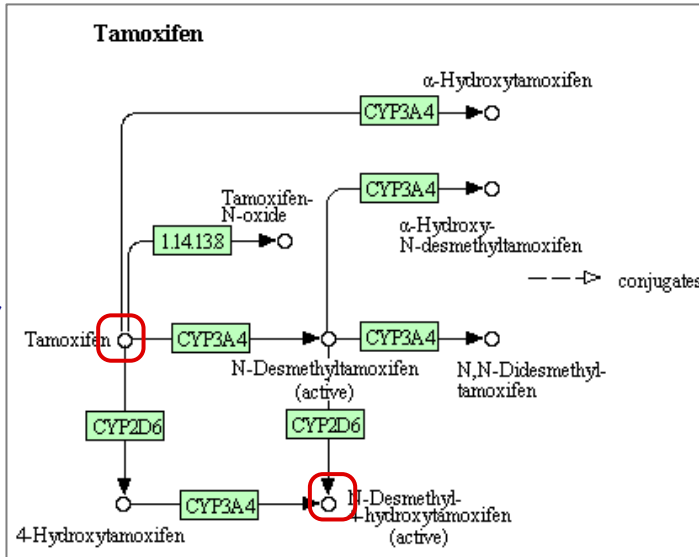 Tamoxifen
α-Hydroxytamoxifen
CYP3A4
CYP3A4
Tamoxifen-
N-oxide
1.14.13.8
α-Hydroxy-
N-desmethyltamoxifen
conjugates
Tamoxifen
CYP3A4
CYP3A4
N-Desmethyltamoxifen
(active)
N,N-Didesmethyl-
tamoxifen
CYP2D6
CYP2D6
CYP3A4
4-Hydroxytamoxifen
N-Desmethyl-
4-hydroxytamoxifen
(active)